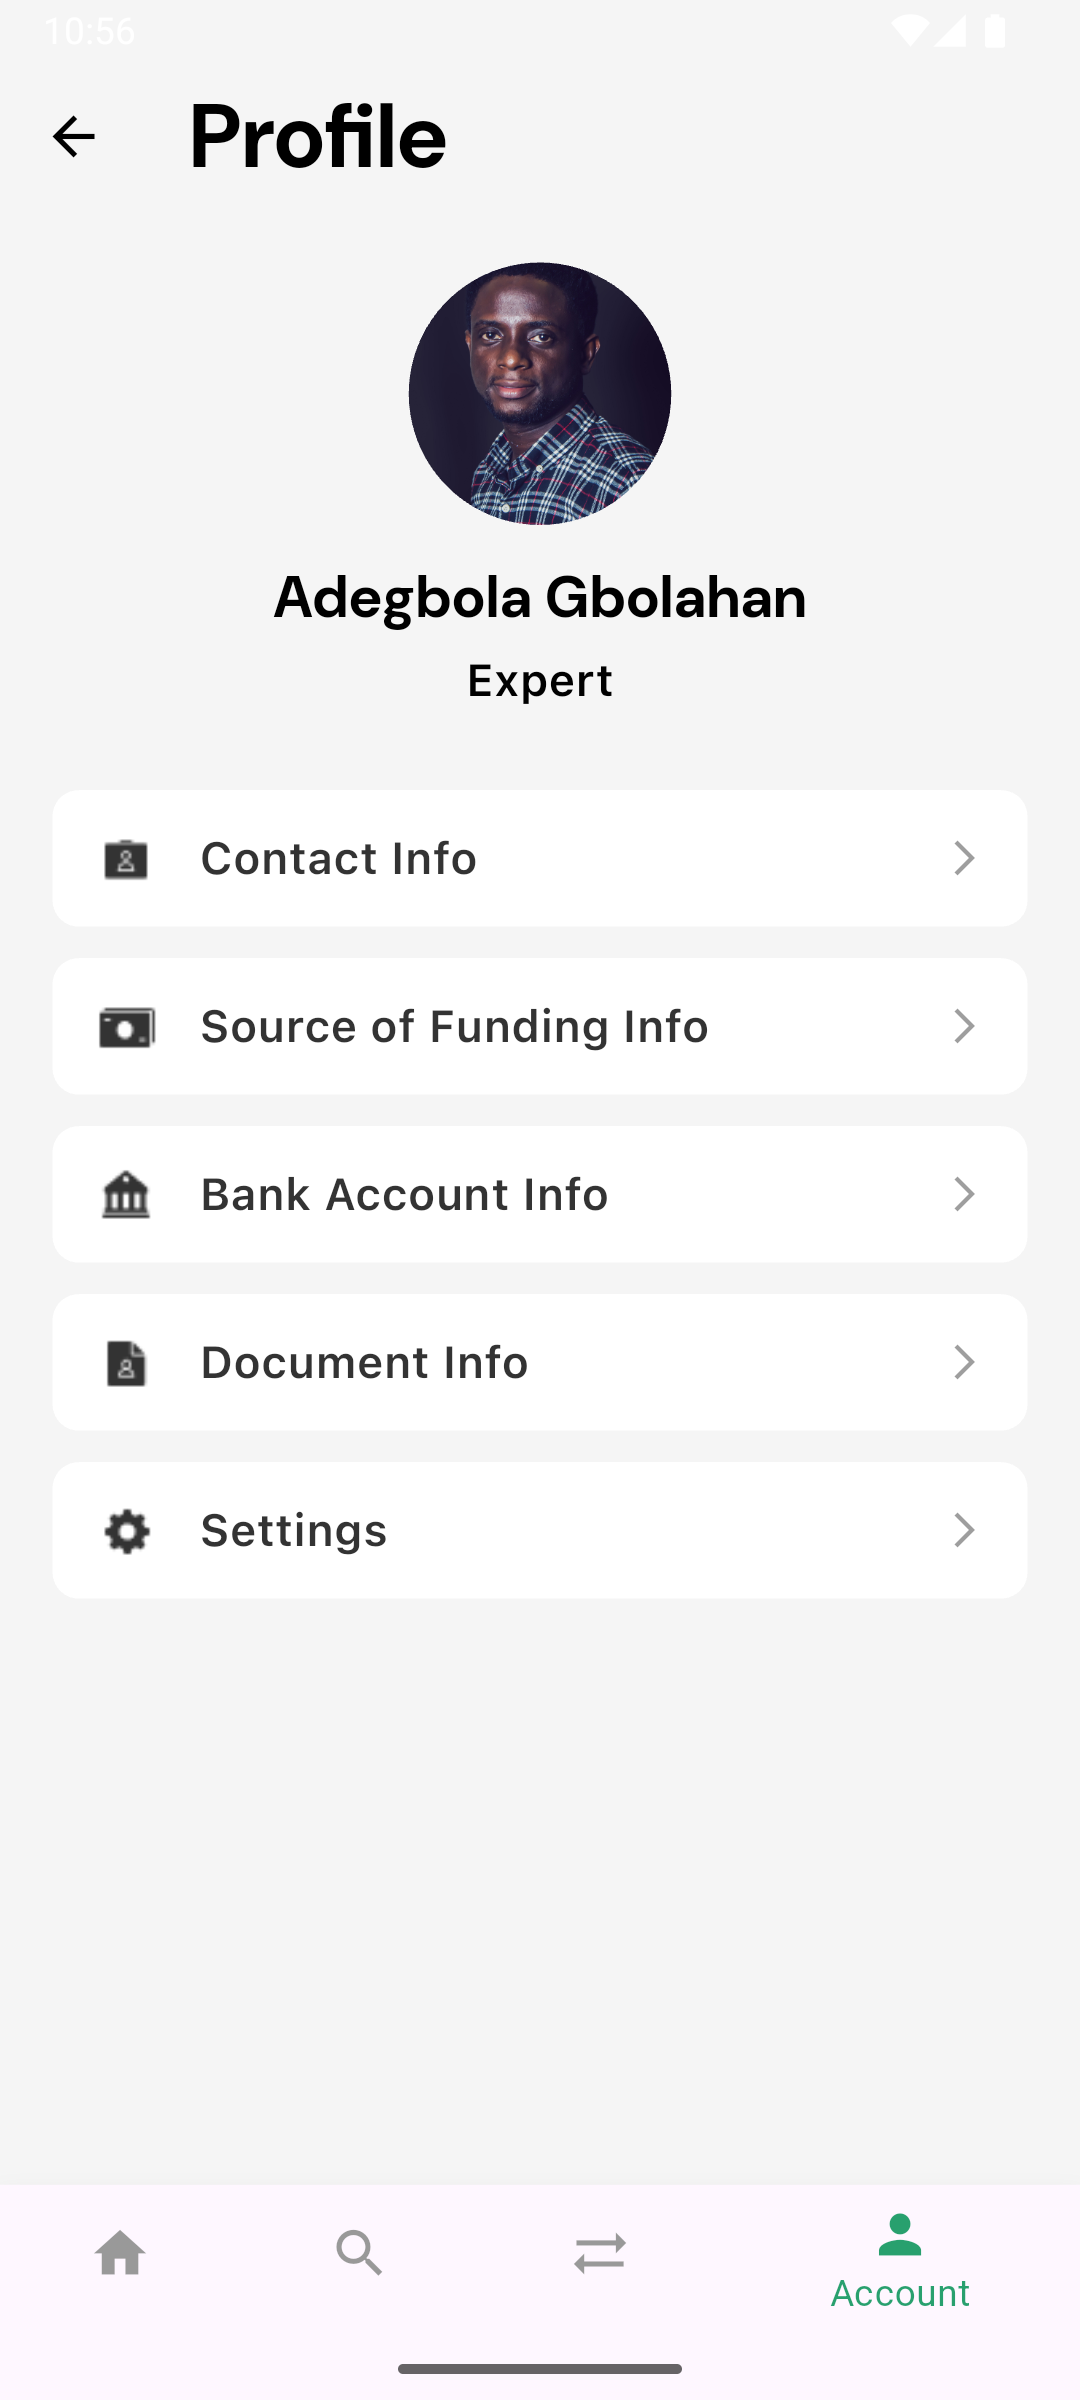 10:56
Profile
Adegbola Gbolahan
Expert
Contact Info
Source of Funding Info
Bank Account Info
Document Info
Settings
Account